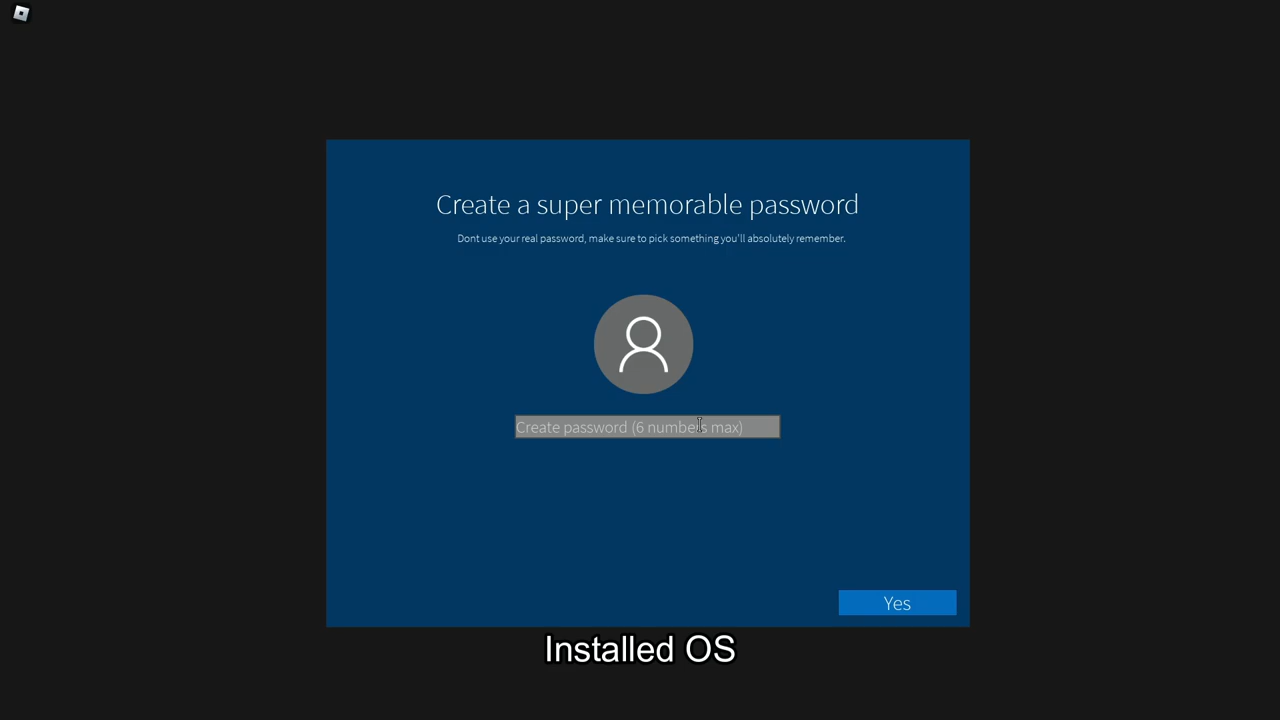 Create a super memorable password
Dont use your real password, make sure to pick something you'll absolutely remember.
Create password (6 numbers max)
Yes
Installed OS